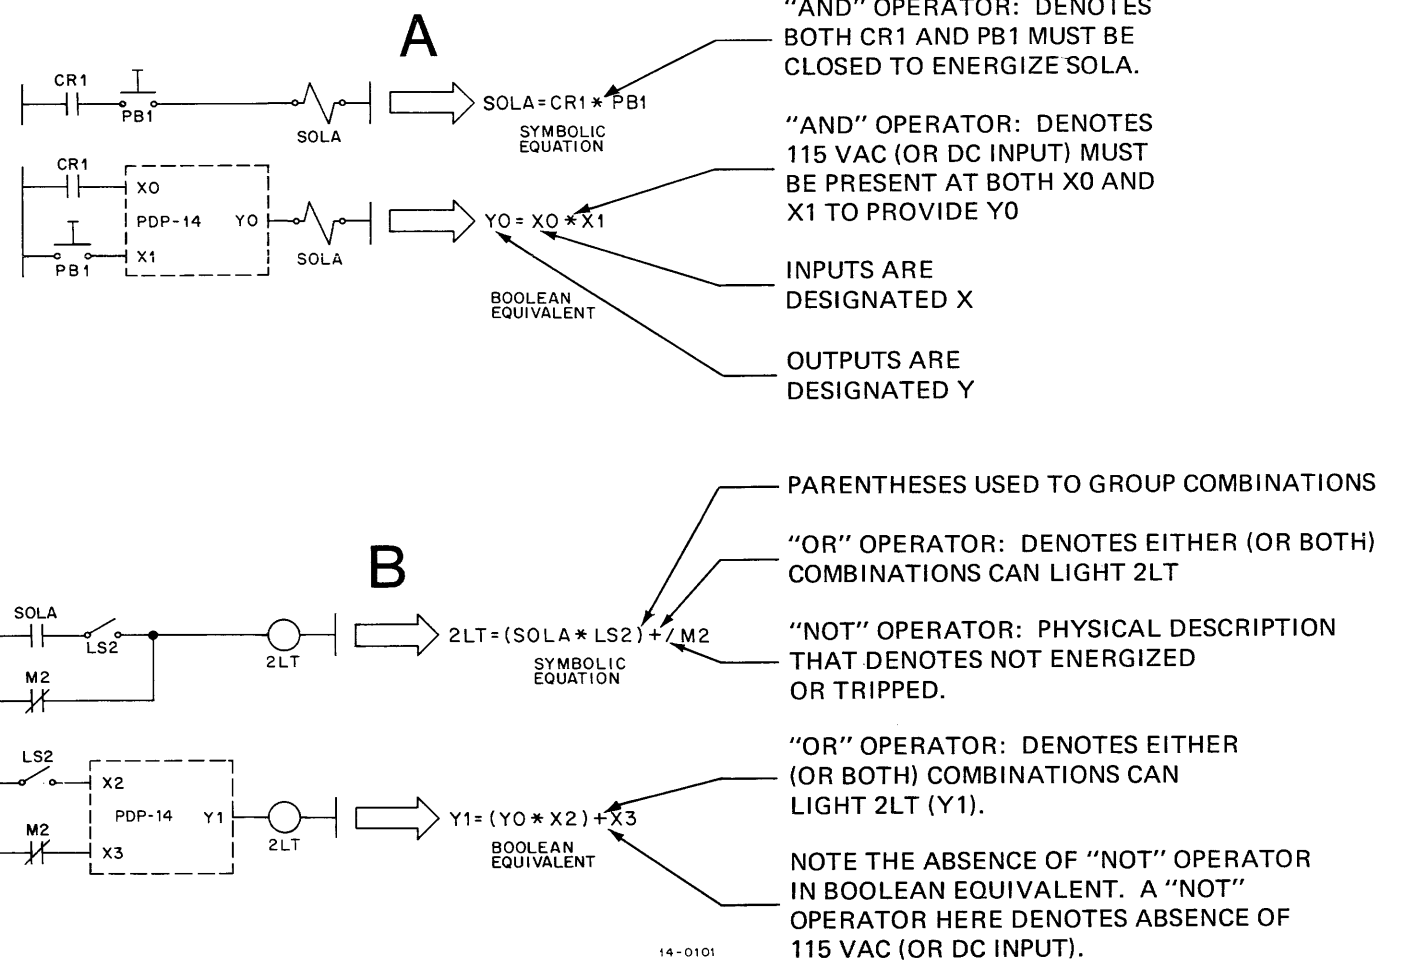 "AND" OPERATOR: DENOTES
BOTH CR1 AND PB1 MUST BE
CLOSED TO ENERGIZE SOLA.
A
CR1
PB1
SOLA
SOLA=CR1 * PB1
SYMBOLIC
EQUATION
"AND" OPERATOR: DENOTES
115 VAC (OR DC INPUT) MUST
BE PRESENT AT BOTH X0 AND
X1 TO PROVIDE Y0
CR1
X0
PDP-14 Y0
X1
PB1
SOLA
Y0 = X0 * X1
BOOLEAN
EQUIVALENT
INPUTS ARE
DESIGNATED X
OUTPUTS ARE
DESIGNATED Y
PARENTHESES USED TO GROUP COMBINATIONS
B
"OR" OPERATOR: DENOTES EITHER (OR BOTH)
COMBINATIONS CAN LIGHT 2LT
SOLA
LS2
2LT
M2
2LT=(SOLA* LS2)+/M2
SYMBOLIC
EQUATION
"NOT" OPERATOR: PHYSICAL DESCRIPTION
THAT DENOTES NOT ENERGIZED
OR TRIPPED.
LS2
X2
PDP-14 Y1
M2
X3
2LT
Y1=(Y0 * X2)+X3
BOOLEAN
EQUIVALENT
"OR" OPERATOR: DENOTES EITHER
(OR BOTH) COMBINATIONS CAN
LIGHT 2LT (Y1).
NOTE THE ABSENCE OF "NOT" OPERATOR
IN BOOLEAN EQUIVALENT. A "NOT"
OPERATOR HERE DENOTES ABSENCE OF
115 VAC (OR DC INPUT).
14-0101